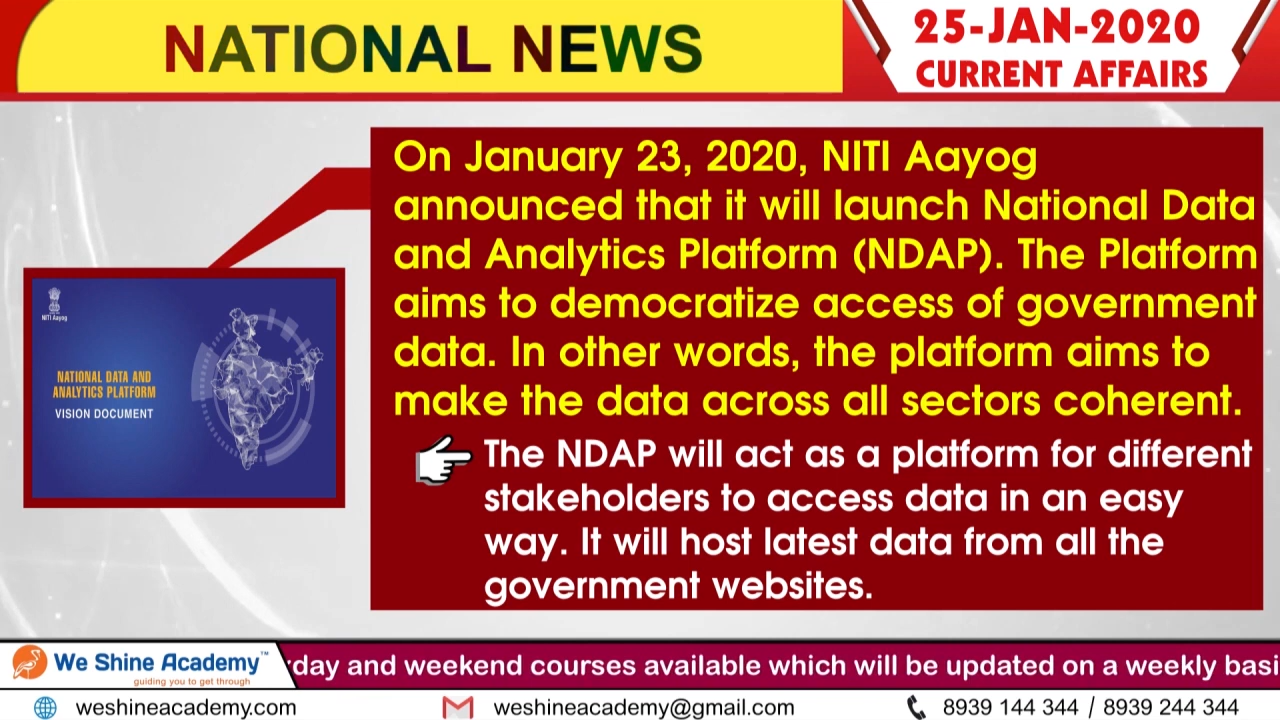 NATIONAL NEWS
25-JAN-2020
CURRENT AFFAIRS
On January 23, 2020, NITI Aayog
announced that it will launch National Data
and Analytics Platform (NDAP). The Platform
aims to democratize access of government
data. In other words, the platform aims to
make the data across all sectors coherent.
The NDAP will act as a platform for different
stakeholders to access data in an easy
way. It will host latest data from all the
government websites.
NITI Aayog
NATIONAL DATA AND
ANALYTICS PLATFORM
VISION DOCUMENT
We Shine Academy™
guiding you to get through
day and weekend courses available which will be updated on a weekly basi
weshineacademy.com
weshineacademy@gmail.com
8939 144 344 / 8939 244 344